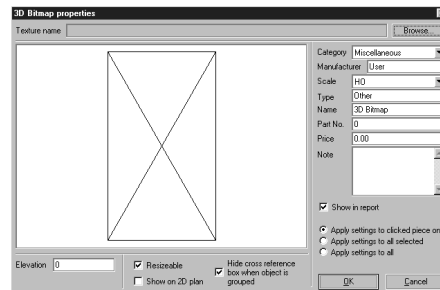 3D Bitmap properties
Texture name
Browse...
Category Miscellaneous
Manufacturer User
Scale HO
Type Other
Name 3D Bitmap
Part No. 0
Price 0.00
Note
Show in report
Apply settings to clicked piece on
Apply settings to all selected
Apply settings to all
Elevation 0
Resizeable
Show on 2D plan
Hide cross reference
box when object is
grouped
OK
Cancel